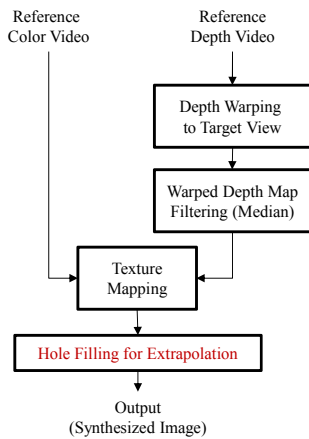 Reference
Color Video
Reference
Depth Video
Depth Warping
to Target View
Warped Depth Map
Filtering (Median)
Texture
Mapping
Hole Filling for Extrapolation
Output
(Synthesized Image)